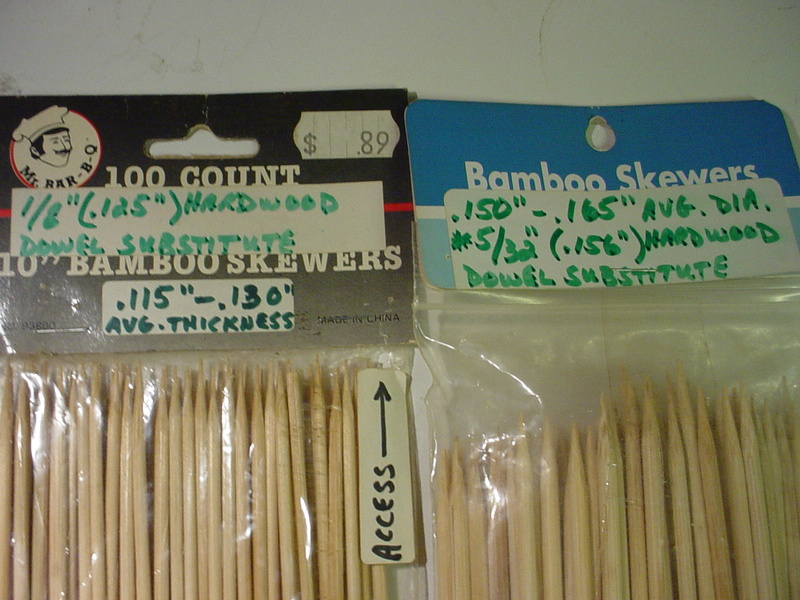 MR. BAR-B-Q
$ .89
100 COUNT
1/8" (.125") HARDWOOD
DOWEL SUBSTITUTE
10" BAMBOO SKEWERS
.115" - .130"
AVG. THICKNESS
MADE IN CHINA
ACCESS
Bamboo Skewers
.150" - .165" AVG. DIA.
*5/32" (.156") HARDWOOD
DOWEL SUBSTITUTE